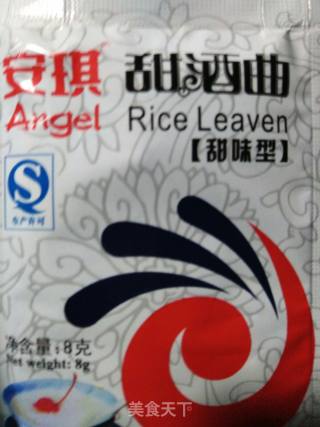 安琪 甜酒曲
Angel Rice Leaven
【甜味型】
S
生产许可
净含量:8克
Net weight: 8g
美食天下